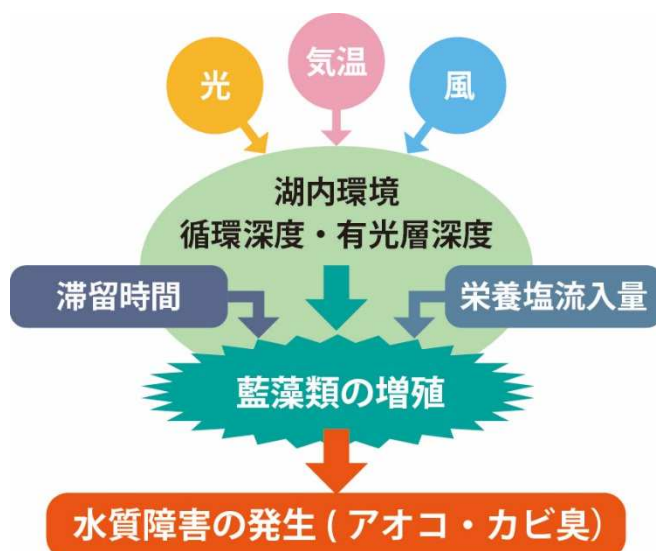 光
気温
風
湖内環境
循環深度・有光層深度
滞留時間
栄養塩流入量
藍藻類の増殖
水質障害の発生 ( アオコ・カビ臭）